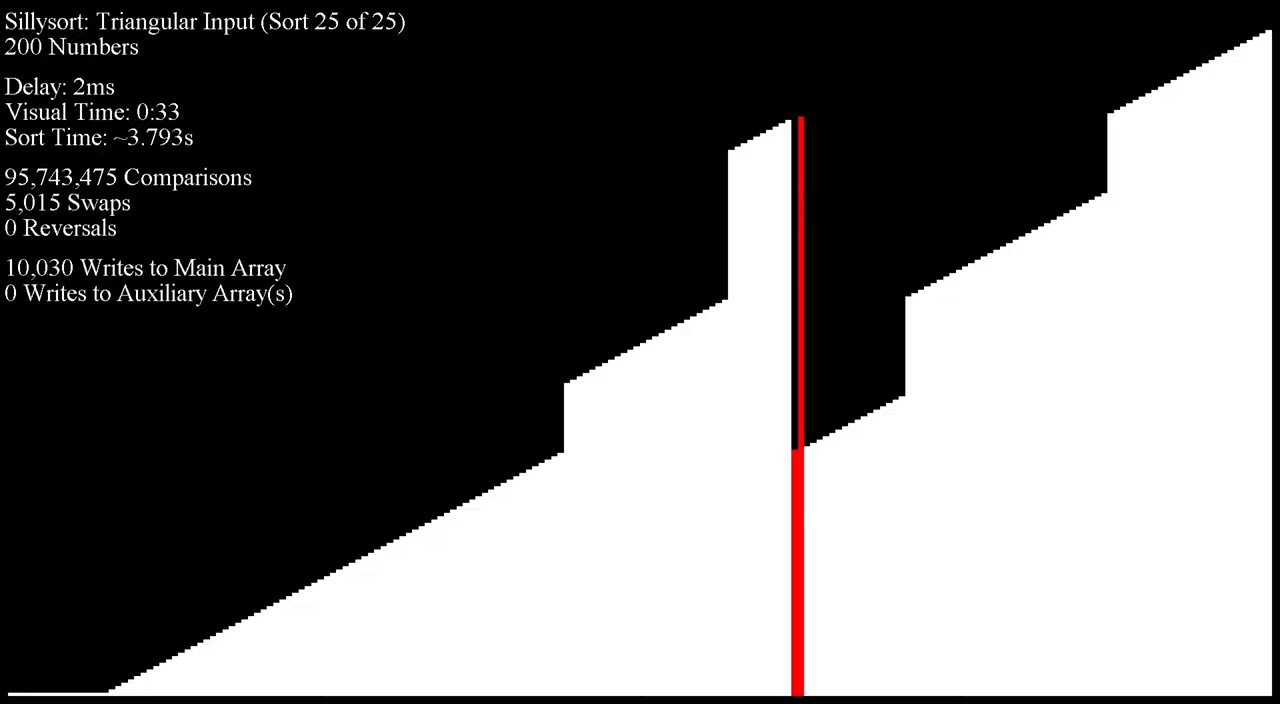 Sillysort: Triangular Input (Sort 25 of 25)
200 Numbers
Delay: 2ms
Visual Time: 0:33
Sort Time: ~3.793s
95,743,475 Comparisons
5,015 Swaps
0 Reversals
10,030 Writes to Main Array
0 Writes to Auxiliary Array(s)